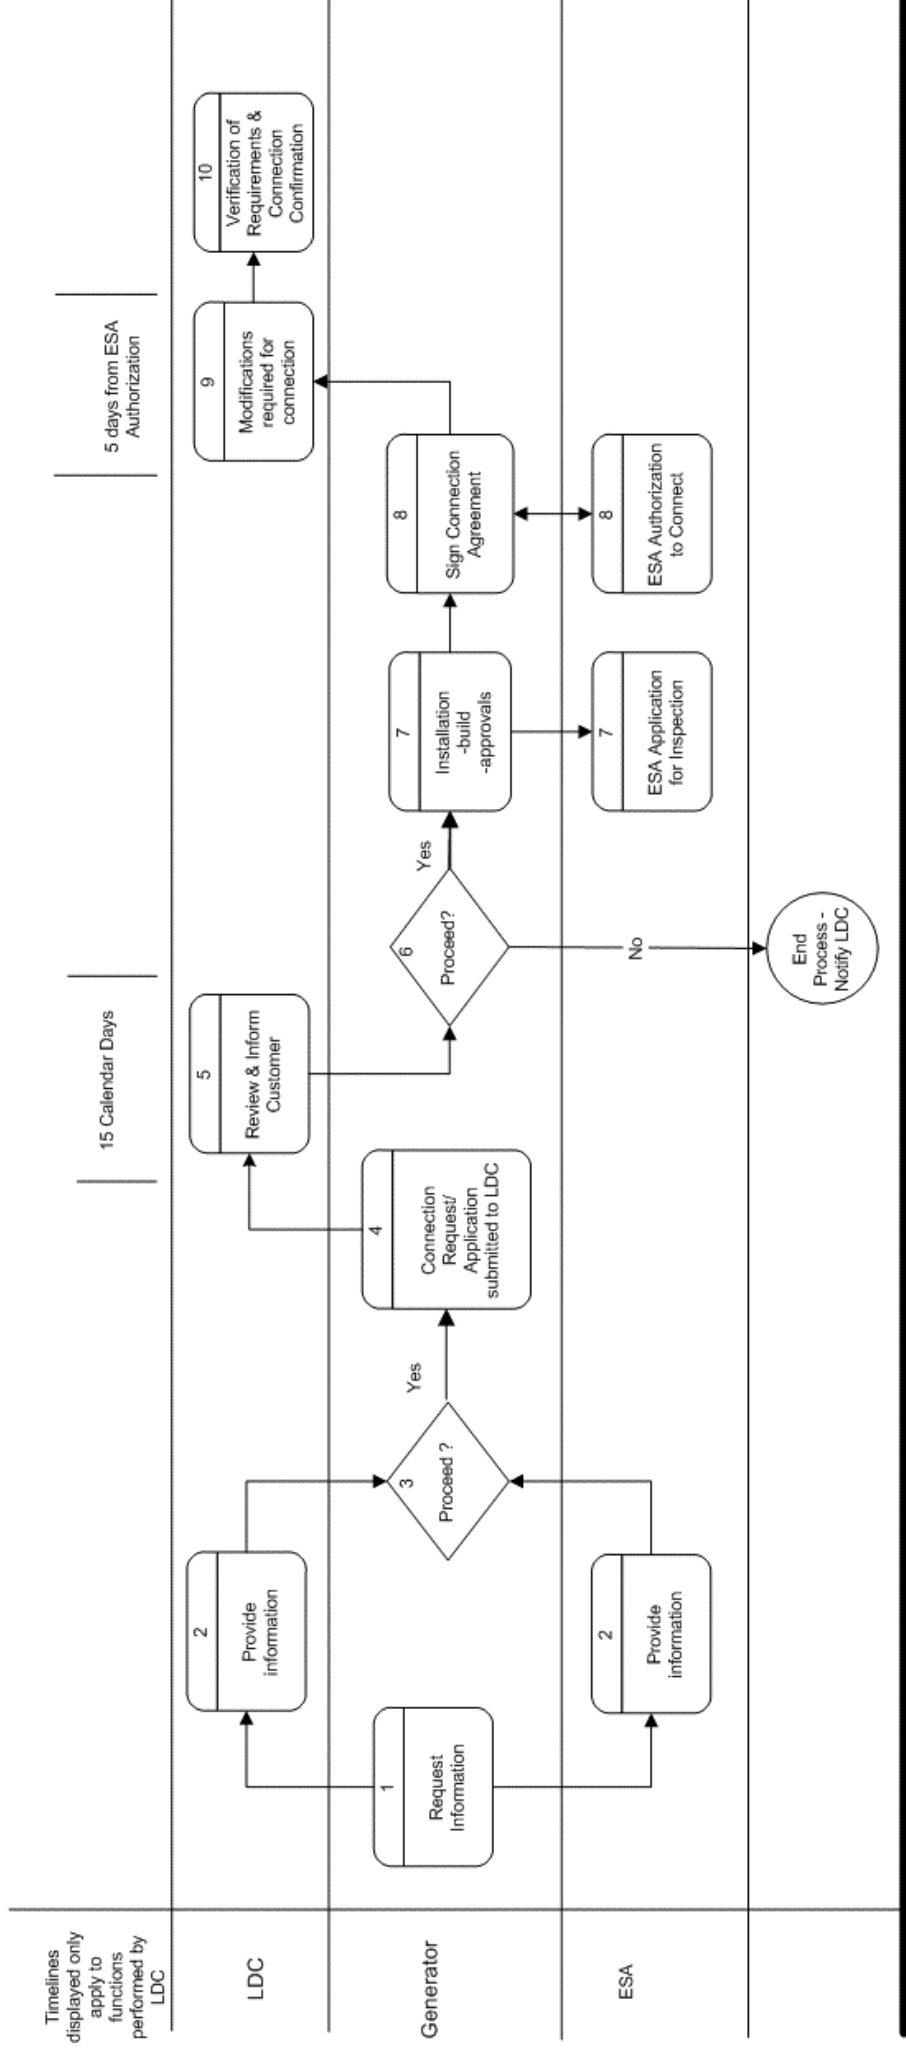 Timelines
displayed only
apply to
functions
performed by
LDC
15 Calendar Days
5 days from ESA
Authorization
LDC
2
Provide
information
5
Review & Inform
Customer
9
Modifications
required for
connection
10
Verification of
Requirements &
Connection
Confirmation
Generator
1
Request
Information
3
Proceed ?
Yes
4
Connection
Request/
Application
submitted to LDC
6
Proceed?
Yes
7
Installation
-build
-approvals
8
Sign Connection
Agreement
ESA
2
Provide
information
No
7
ESA Application
for Inspection
8
ESA Authorization
to Connect
End
Process -
Notify LDC